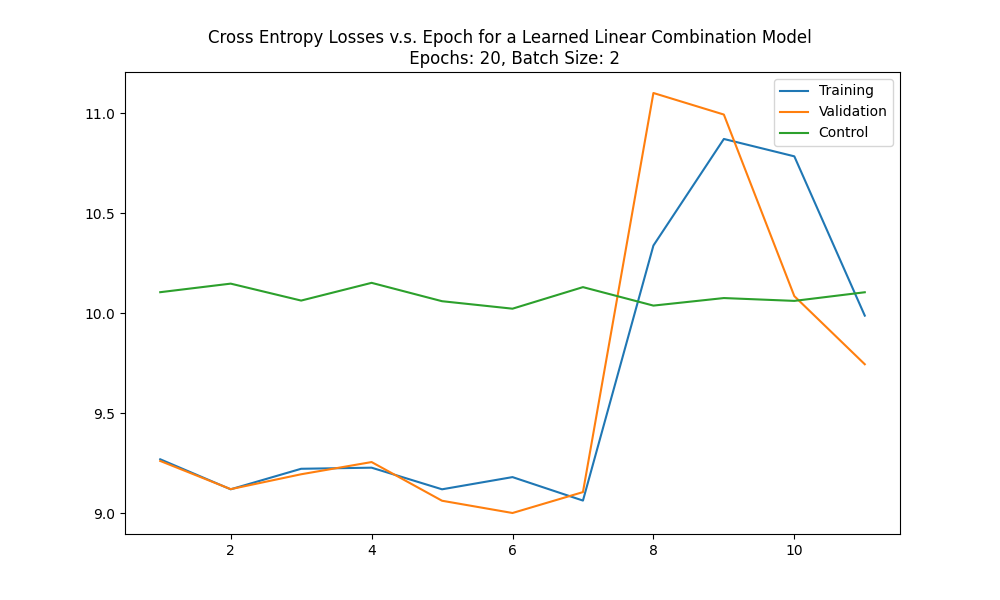 Cross Entropy Losses v.s. Epoch for a Learned Linear Combination Model
Epochs: 20, Batch Size: 2
Training
Validation
Control
11.0
10.5
10.0
9.5
9.0
2 4 6 8 10